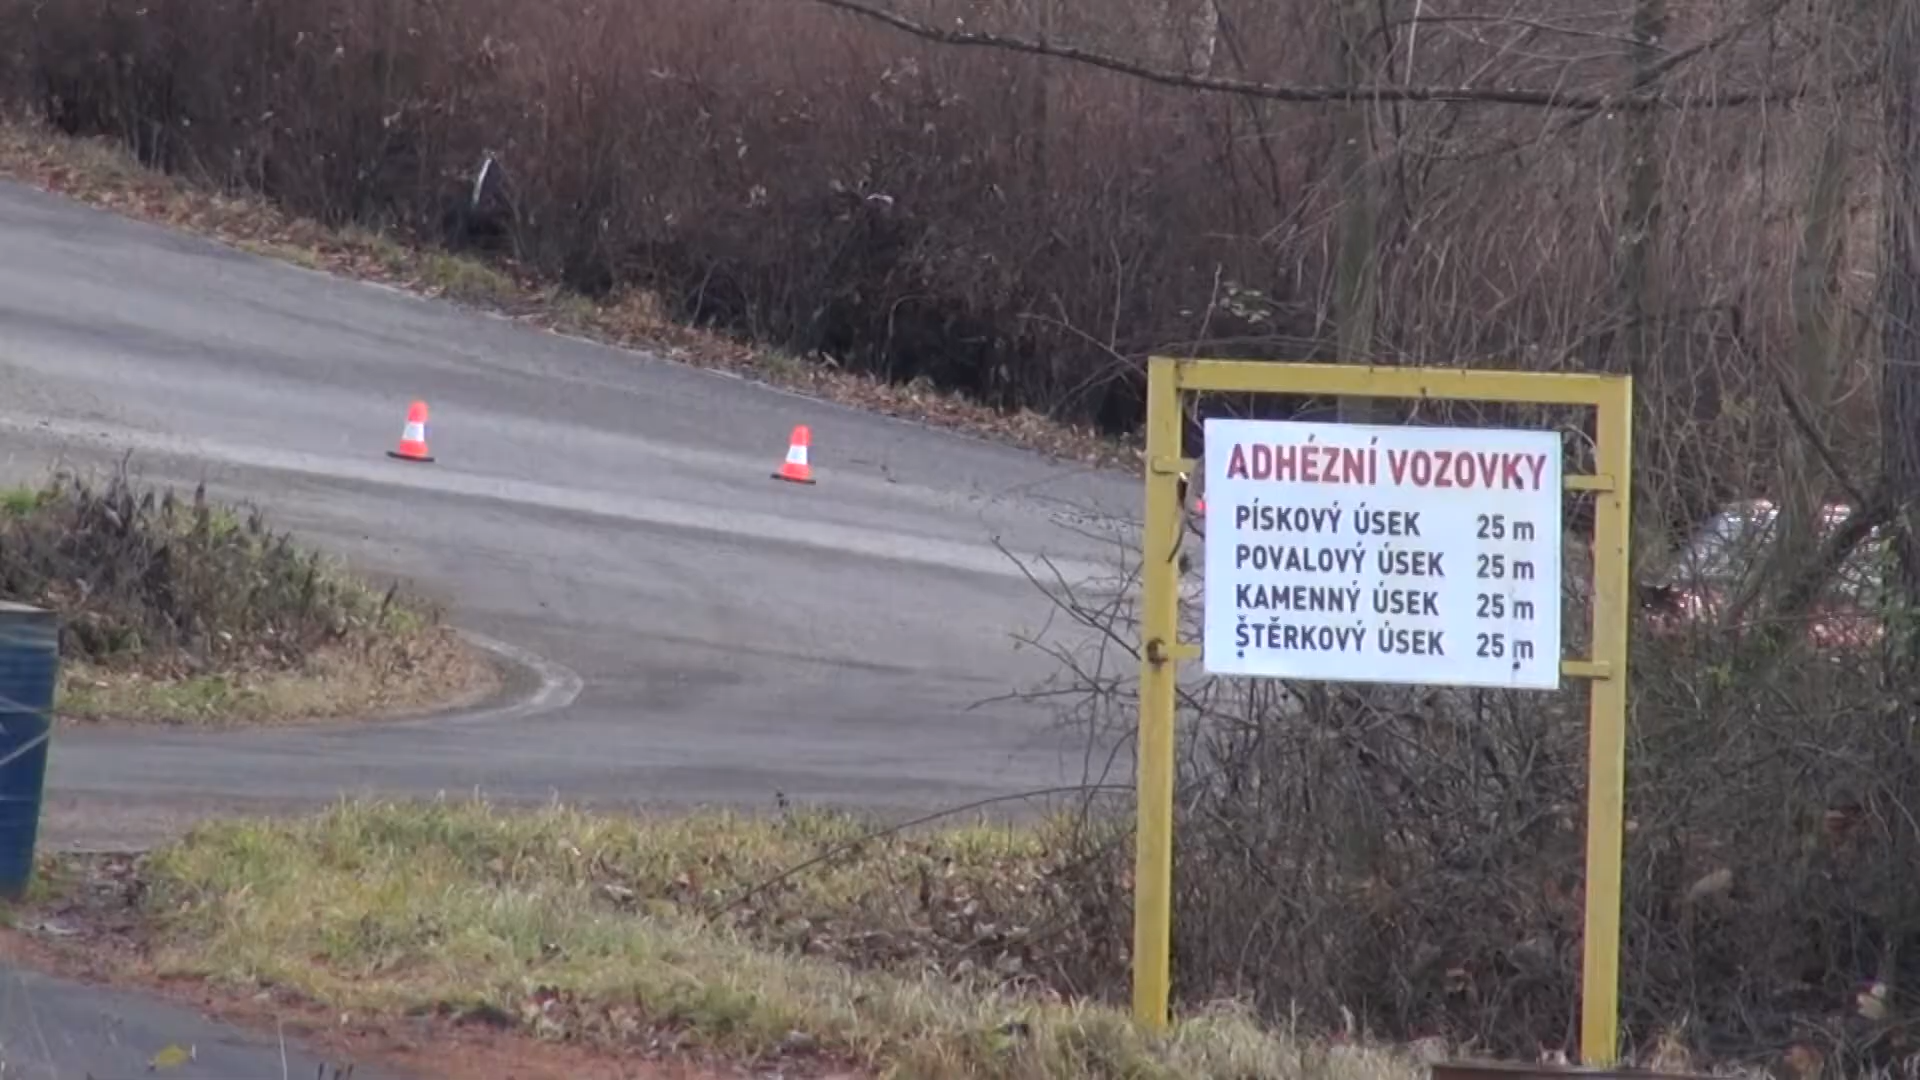 ADHÉZNÍ VOZOVKY
PÍSKOVÝ ÚSEK 25 m
POVALOVÝ ÚSEK 25 m
KAMENNÝ ÚSEK 25 m
ŠTĚRKOVÝ ÚSEK 25 m